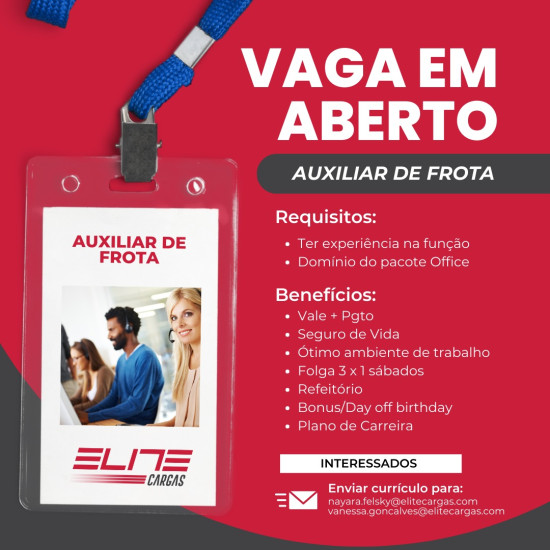 VAGA EM
ABERTO
AUXILIAR DE FROTA
Requisitos:
• Ter experiência na função
• Domínio do pacote Office
Benefícios:
• Vale + Pgto
• Seguro de Vida
• Ótimo ambiente de trabalho
• Folga 3 x 1 sábados
• Refeitório
• Bonus/Day off birthday
• Plano de Carreira
INTERESSADOS
Enviar currículo para:
nayara.felsky@elitecargas.com
vanessa.goncalves@elitecargas.com
AUXILIAR DE
FROTA
ELITE
CARGAS